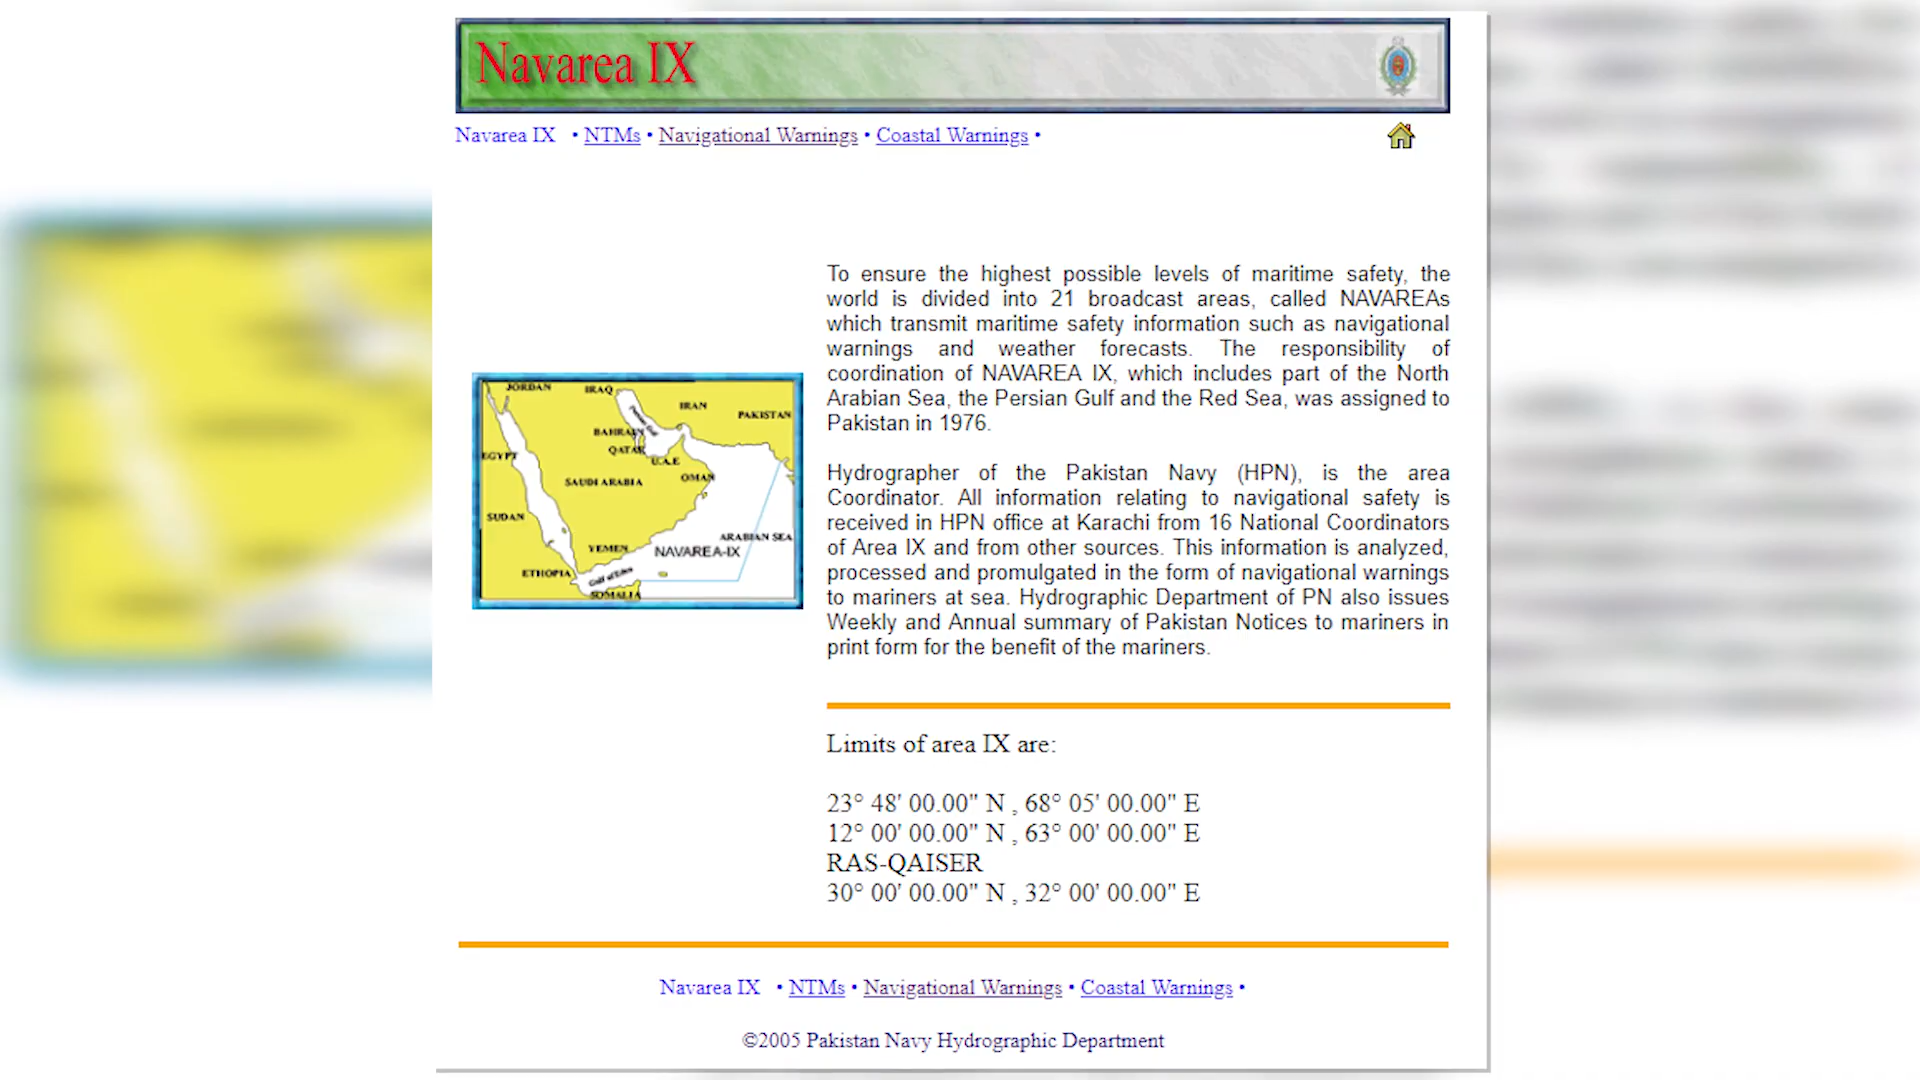 Navarea IX
Navarea IX • NTMs • Navigational Warnings • Coastal Warnings •
To ensure the highest possible levels of maritime safety, the
world is divided into 21 broadcast areas, called NAVAREAs
which transmit maritime safety information such as navigational
warnings and weather forecasts. The responsibility of
coordination of NAVAREA IX, which includes part of the North
Arabian Sea, the Persian Gulf and the Red Sea, was assigned to
Pakistan in 1976.
JORDAN
IRAQ
IRAN
PAKISTAN
BAHRAIN
QATAR
U.A.E
EGYPT
SAUDI ARABIA
OMAN
SUDAN
ARABIAN SEA
YEMEN
NAVAREA-IX
ETHOPIA
Gulf of Eden
SOMALIA
Hydrographer of the Pakistan Navy (HPN), is the area
Coordinator. All information relating to navigational safety is
received in HPN office at Karachi from 16 National Coordinators
of Area IX and from other sources. This information is analyzed,
processed and promulgated in the form of navigational warnings
to mariners at sea. Hydrographic Department of PN also issues
Weekly and Annual summary of Pakistan Notices to mariners in
print form for the benefit of the mariners.
Limits of area IX are:
23° 48' 00.00" N , 68° 05' 00.00" E
12° 00' 00.00" N , 63° 00' 00.00" E
RAS-QAISER
30° 00' 00.00" N , 32° 00' 00.00" E
Navarea IX • NTMs • Navigational Warnings • Coastal Warnings •
©2005 Pakistan Navy Hydrographic Department